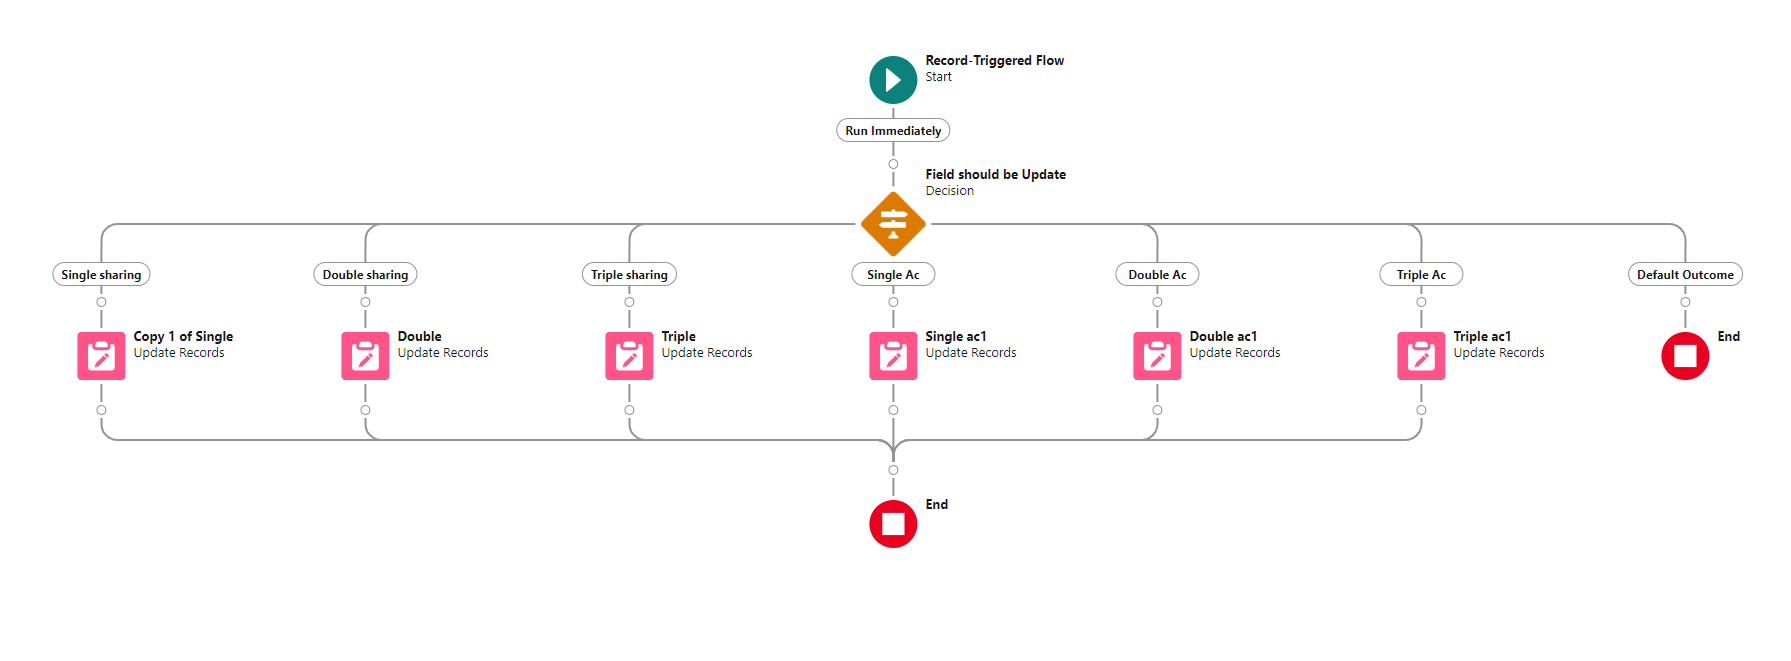 Record-Triggered Flow
Start
Run Immediately
Field should be Update
Decision
Single sharing
Double sharing
Triple sharing
Single Ac
Double Ac
Triple Ac
Default Outcome
Copy 1 of Single
Update Records
Double
Update Records
Triple
Update Records
Single ac1
Update Records
Double ac1
Update Records
Triple ac1
Update Records
End
End